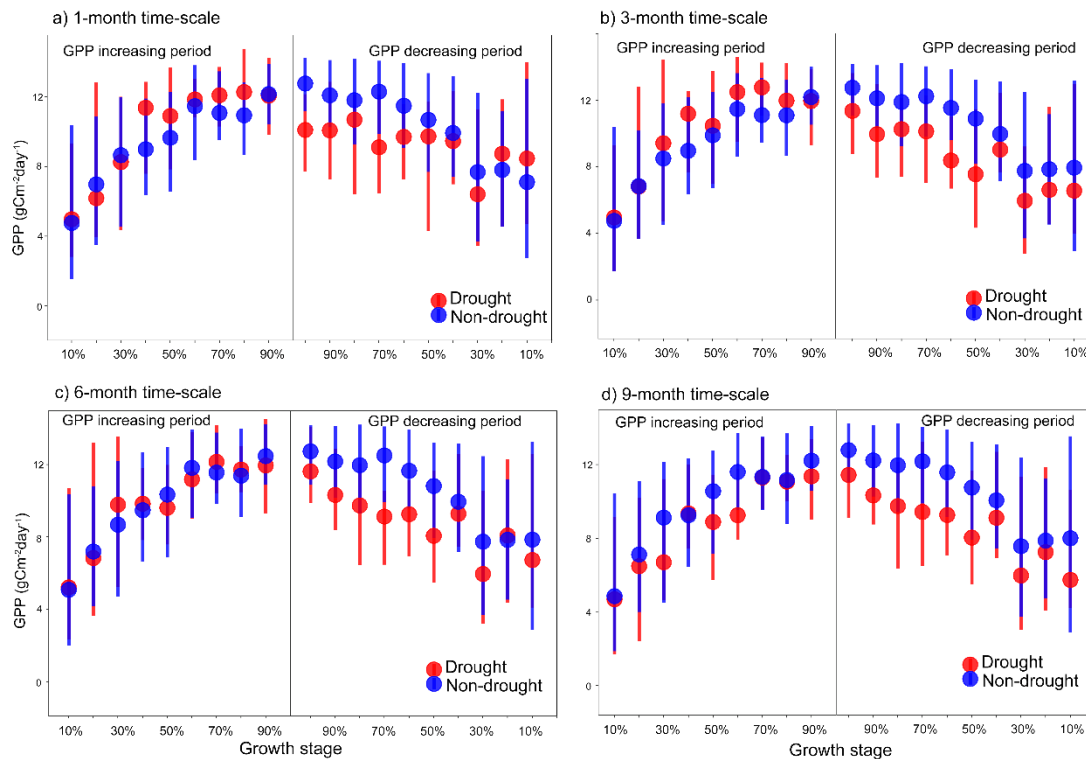 a) 1-month time-scale
GPP increasing period
GPP decreasing period
12
8
4
0
GPP (gCm⁻²day⁻¹)
Drought
Non-drought
10% 30% 50% 70% 90% 90% 70% 50% 30% 10%
b) 3-month time-scale
GPP increasing period
GPP decreasing period
12
8
4
0
Drought
Non-drought
10% 30% 50% 70% 90% 90% 70% 50% 30% 10%
c) 6-month time-scale
GPP increasing period
GPP decreasing period
12
8
4
0
GPP (gCm⁻²day⁻¹)
Drought
Non-drought
10% 30% 50% 70% 90% 90% 70% 50% 30% 10%
Growth stage
d) 9-month time-scale
GPP increasing period
GPP decreasing period
12
8
4
0
Drought
Non-drought
10% 30% 50% 70% 90% 90% 70% 50% 30% 10%
Growth stage